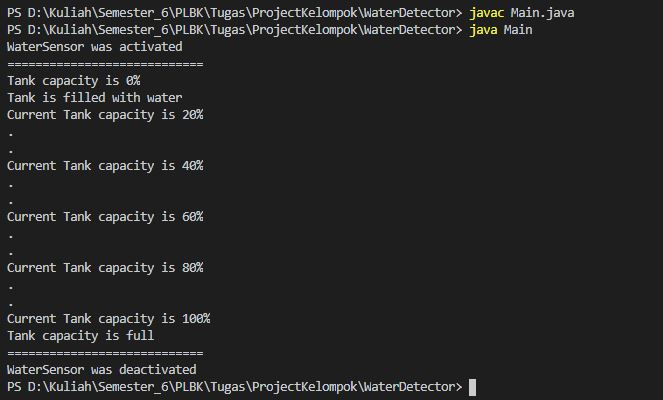 PS D:\Kuliah\Semester_6\PLBK\Tugas\ProjectKelompok\WaterDetector> javac Main.java
PS D:\Kuliah\Semester_6\PLBK\Tugas\ProjectKelompok\WaterDetector> java Main
WaterSensor was activated
============================
Tank capacity is 0%
Tank is filled with water
Current Tank capacity is 20%
.
.
Current Tank capacity is 40%
.
.
Current Tank capacity is 60%
.
.
Current Tank capacity is 80%
.
.
Current Tank capacity is 100%
Tank capacity is full
============================
WaterSensor was deactivated
PS D:\Kuliah\Semester_6\PLBK\Tugas\ProjectKelompok\WaterDetector>